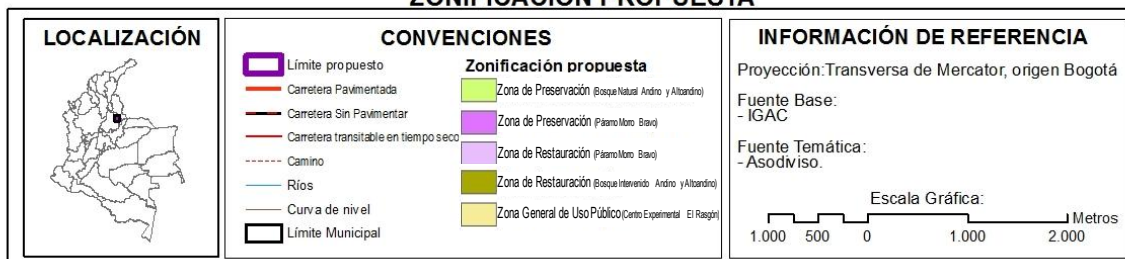 ZONIFICACIÓN PROPUESTA
LOCALIZACIÓN
CONVENCIONES
Límite propuesto
Carretera Pavimentada
Carretera Sin Pavimentar
Carretera transitable en tiempo seco
Camino
Ríos
Curva de nivel
Límite Municipal
Zonificación propuesta
Zona de Preservación (Bosque Natural Andino y Altoandino)
Zona de Preservación (Páramo Morro Bravo)
Zona de Restauración (Páramo Morro Bravo)
Zona de Restauración (Bosque Intervenido Andino y Altoandino)
Zona General de Uso Público (Centro Experimental El Rasgón)
INFORMACIÓN DE REFERENCIA
Proyección:Transversa de Mercator, origen Bogotá
Fuente Base:
- IGAC
Fuente Temática:
- Asodiviso.
Escala Gráfica:
Metros
1.000 500 0 1.000 2.000